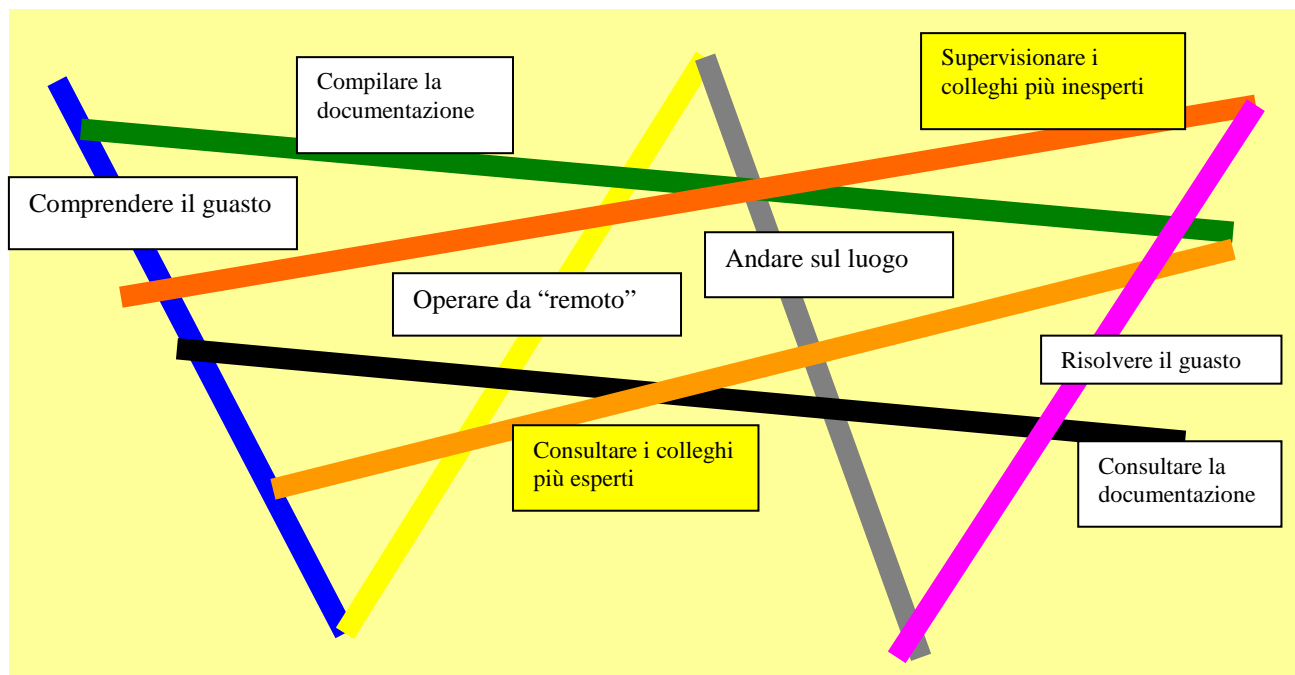 Supervisionare i
colleghi più inesperti
Compilare la
documentazione
Comprendere il guasto
Andare sul luogo
Operare da “remoto”
Risolvere il guasto
Consultare i colleghi
più esperti
Consultare la
documentazione